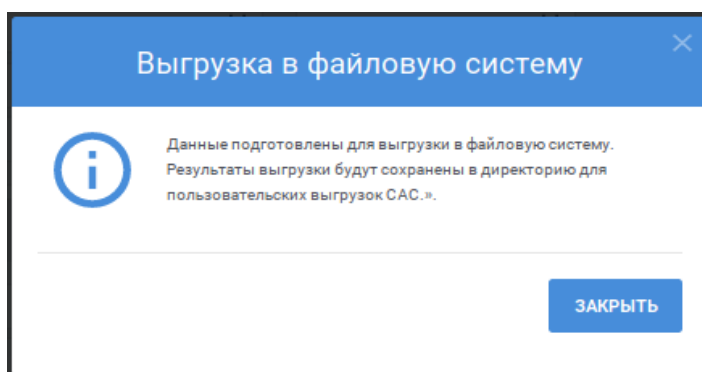 Выгрузка в файловую систему
Данные подготовлены для выгрузки в файловую систему.
Результаты выгрузки будут сохранены в директорию для
пользовательских выгрузок САС.».
ЗАКРЫТЬ